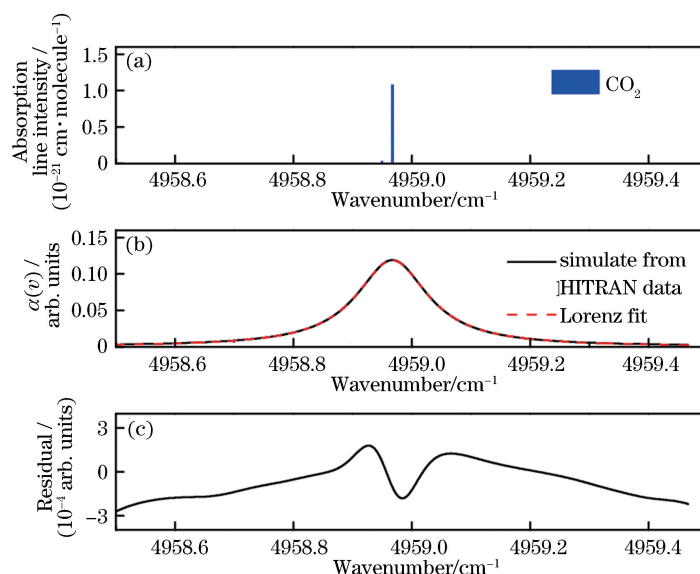 Absorption
line intensity /
(10⁻²¹ cm·molecule⁻¹)
1.5
1.0
0.5
0
(a)
CO₂
4958.6 4958.8 4959.0 4959.2 4959.4
Wavenumber/cm⁻¹
α(ν) /
arb. units
0.15
0.10
0.05
0
(b)
simulate from
HITRAN data
Lorenz fit
4958.6 4958.8 4959.0 4959.2 4959.4
Wavenumber/cm⁻¹
Residual /
(10⁻⁴ arb. units)
3
0
−3
(c)
4958.6 4958.8 4959.0 4959.2 4959.4
Wavenumber/cm⁻¹